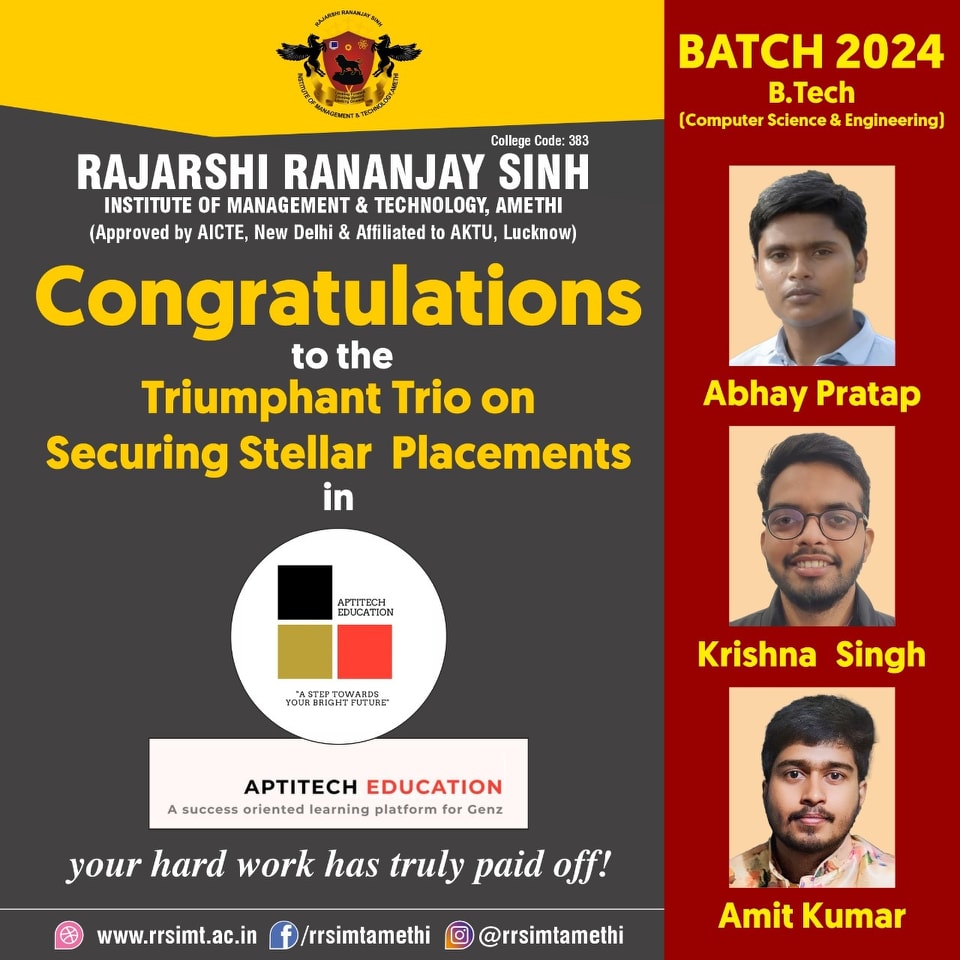 RAJARSHI RANANJAY SINH
INSTITUTE OF MANAGEMENT & TECHNOLOGY, AMETHI
College Code: 383
RAJARSHI RANANJAY SINH
INSTITUTE OF MANAGEMENT & TECHNOLOGY, AMETHI
(Approved by AICTE, New Delhi & Affiliated to AKTU, Lucknow)
Congratulations
to the
Triumphant Trio on
Securing Stellar Placements
in
APTITECH
EDUCATION
"A STEP TOWARDS
YOUR BRIGHT FUTURE"
APTITECH EDUCATION
A success oriented learning platform for Genz
your hard work has truly paid off!
www.rrsimt.ac.in /rrsimtamethi @rrsimtamethi
BATCH 2024
B.Tech
(Computer Science & Engineering)
Abhay Pratap
Krishna Singh
Amit Kumar